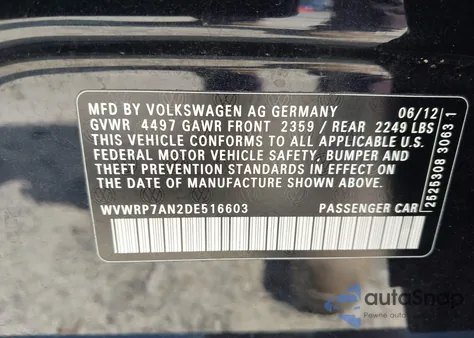 MFD BY VOLKSWAGEN AG GERMANY 06/12
GVWR 4497 GAWR FRONT 2359 / REAR 2249 LBS
THIS VEHICLE CONFORMS TO ALL APPLICABLE U.S.
FEDERAL MOTOR VEHICLE SAFETY, BUMPER AND
THEFT PREVENTION STANDARDS IN EFFECT ON
THE DATE OF MANUFACTURE SHOWN ABOVE
WVWRP7AN2DE516603 PASSENGER CAR
2525308 3063 1
autoSnap
Pewne auto